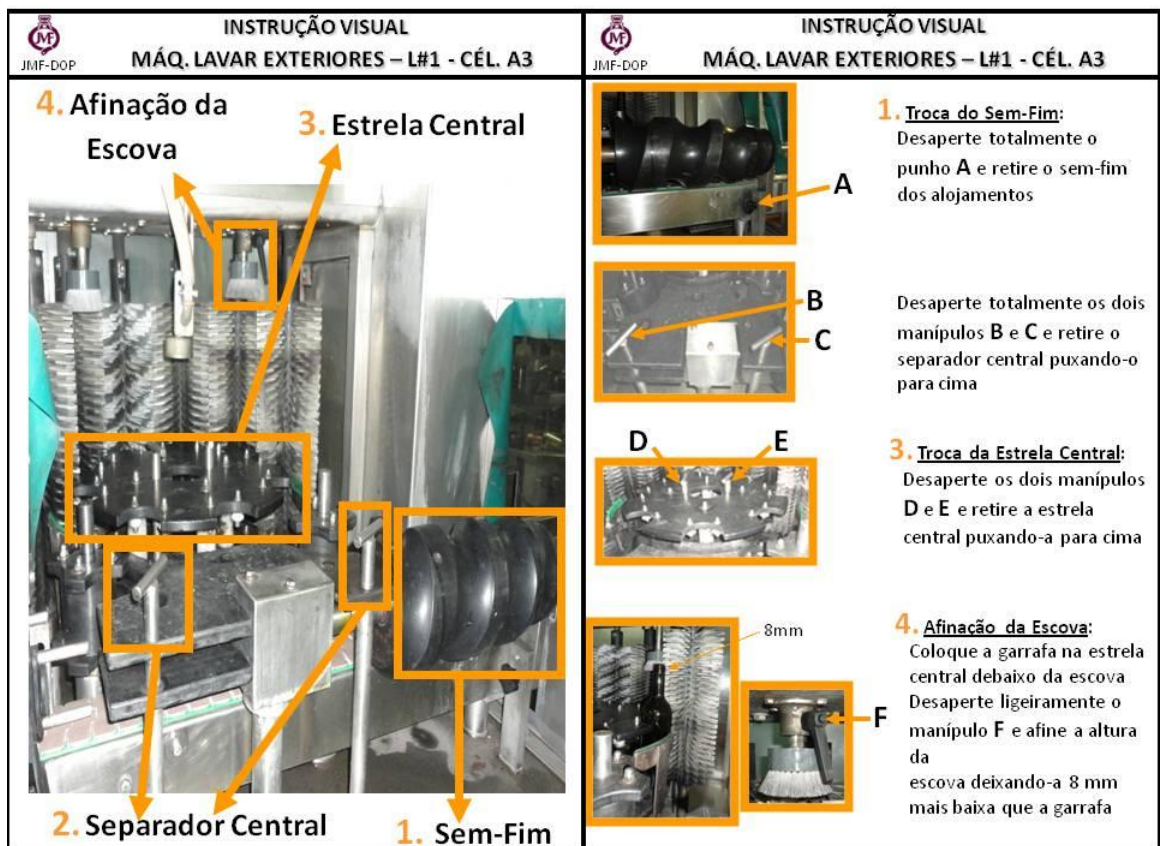 INSTRUÇÃO VISUAL
MÁQ. LAVAR EXTERIORES – L#1 - CÉL. A3
JMF
JMF-DOP
4. Afinação da
Escova
3. Estrela Central
2. Separador Central
1. Sem-Fim
INSTRUÇÃO VISUAL
MÁQ. LAVAR EXTERIORES – L#1 - CÉL. A3
JMF
JMF-DOP
A
1. Troca do Sem-Fim:
Desaperte totalmente o
punho A e retire o sem-fim
dos alojamentos
B
C
Desaperte totalmente os dois
manípulos B e C e retire o
separador central puxando-o
para cima
D
E
3. Troca da Estrela Central:
Desaperte os dois manípulos
D e E e retire a estrela
central puxando-a para cima
8mm
F
4. Afinação da Escova:
Coloque a garrafa na estrela
central debaixo da escova
Desaperte ligeiramente o
manípulo F e afine a altura
da
escova deixando-a 8 mm
mais baixa que a garrafa